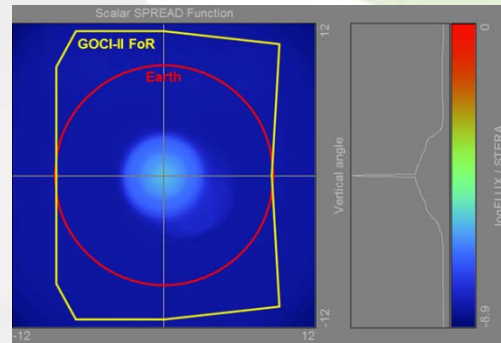 Scalar SPREAD Function
GOCI-II FoR
Earth
12
-12
-12
12
Vertical angle
0
-8.9
logFLUX / STERA